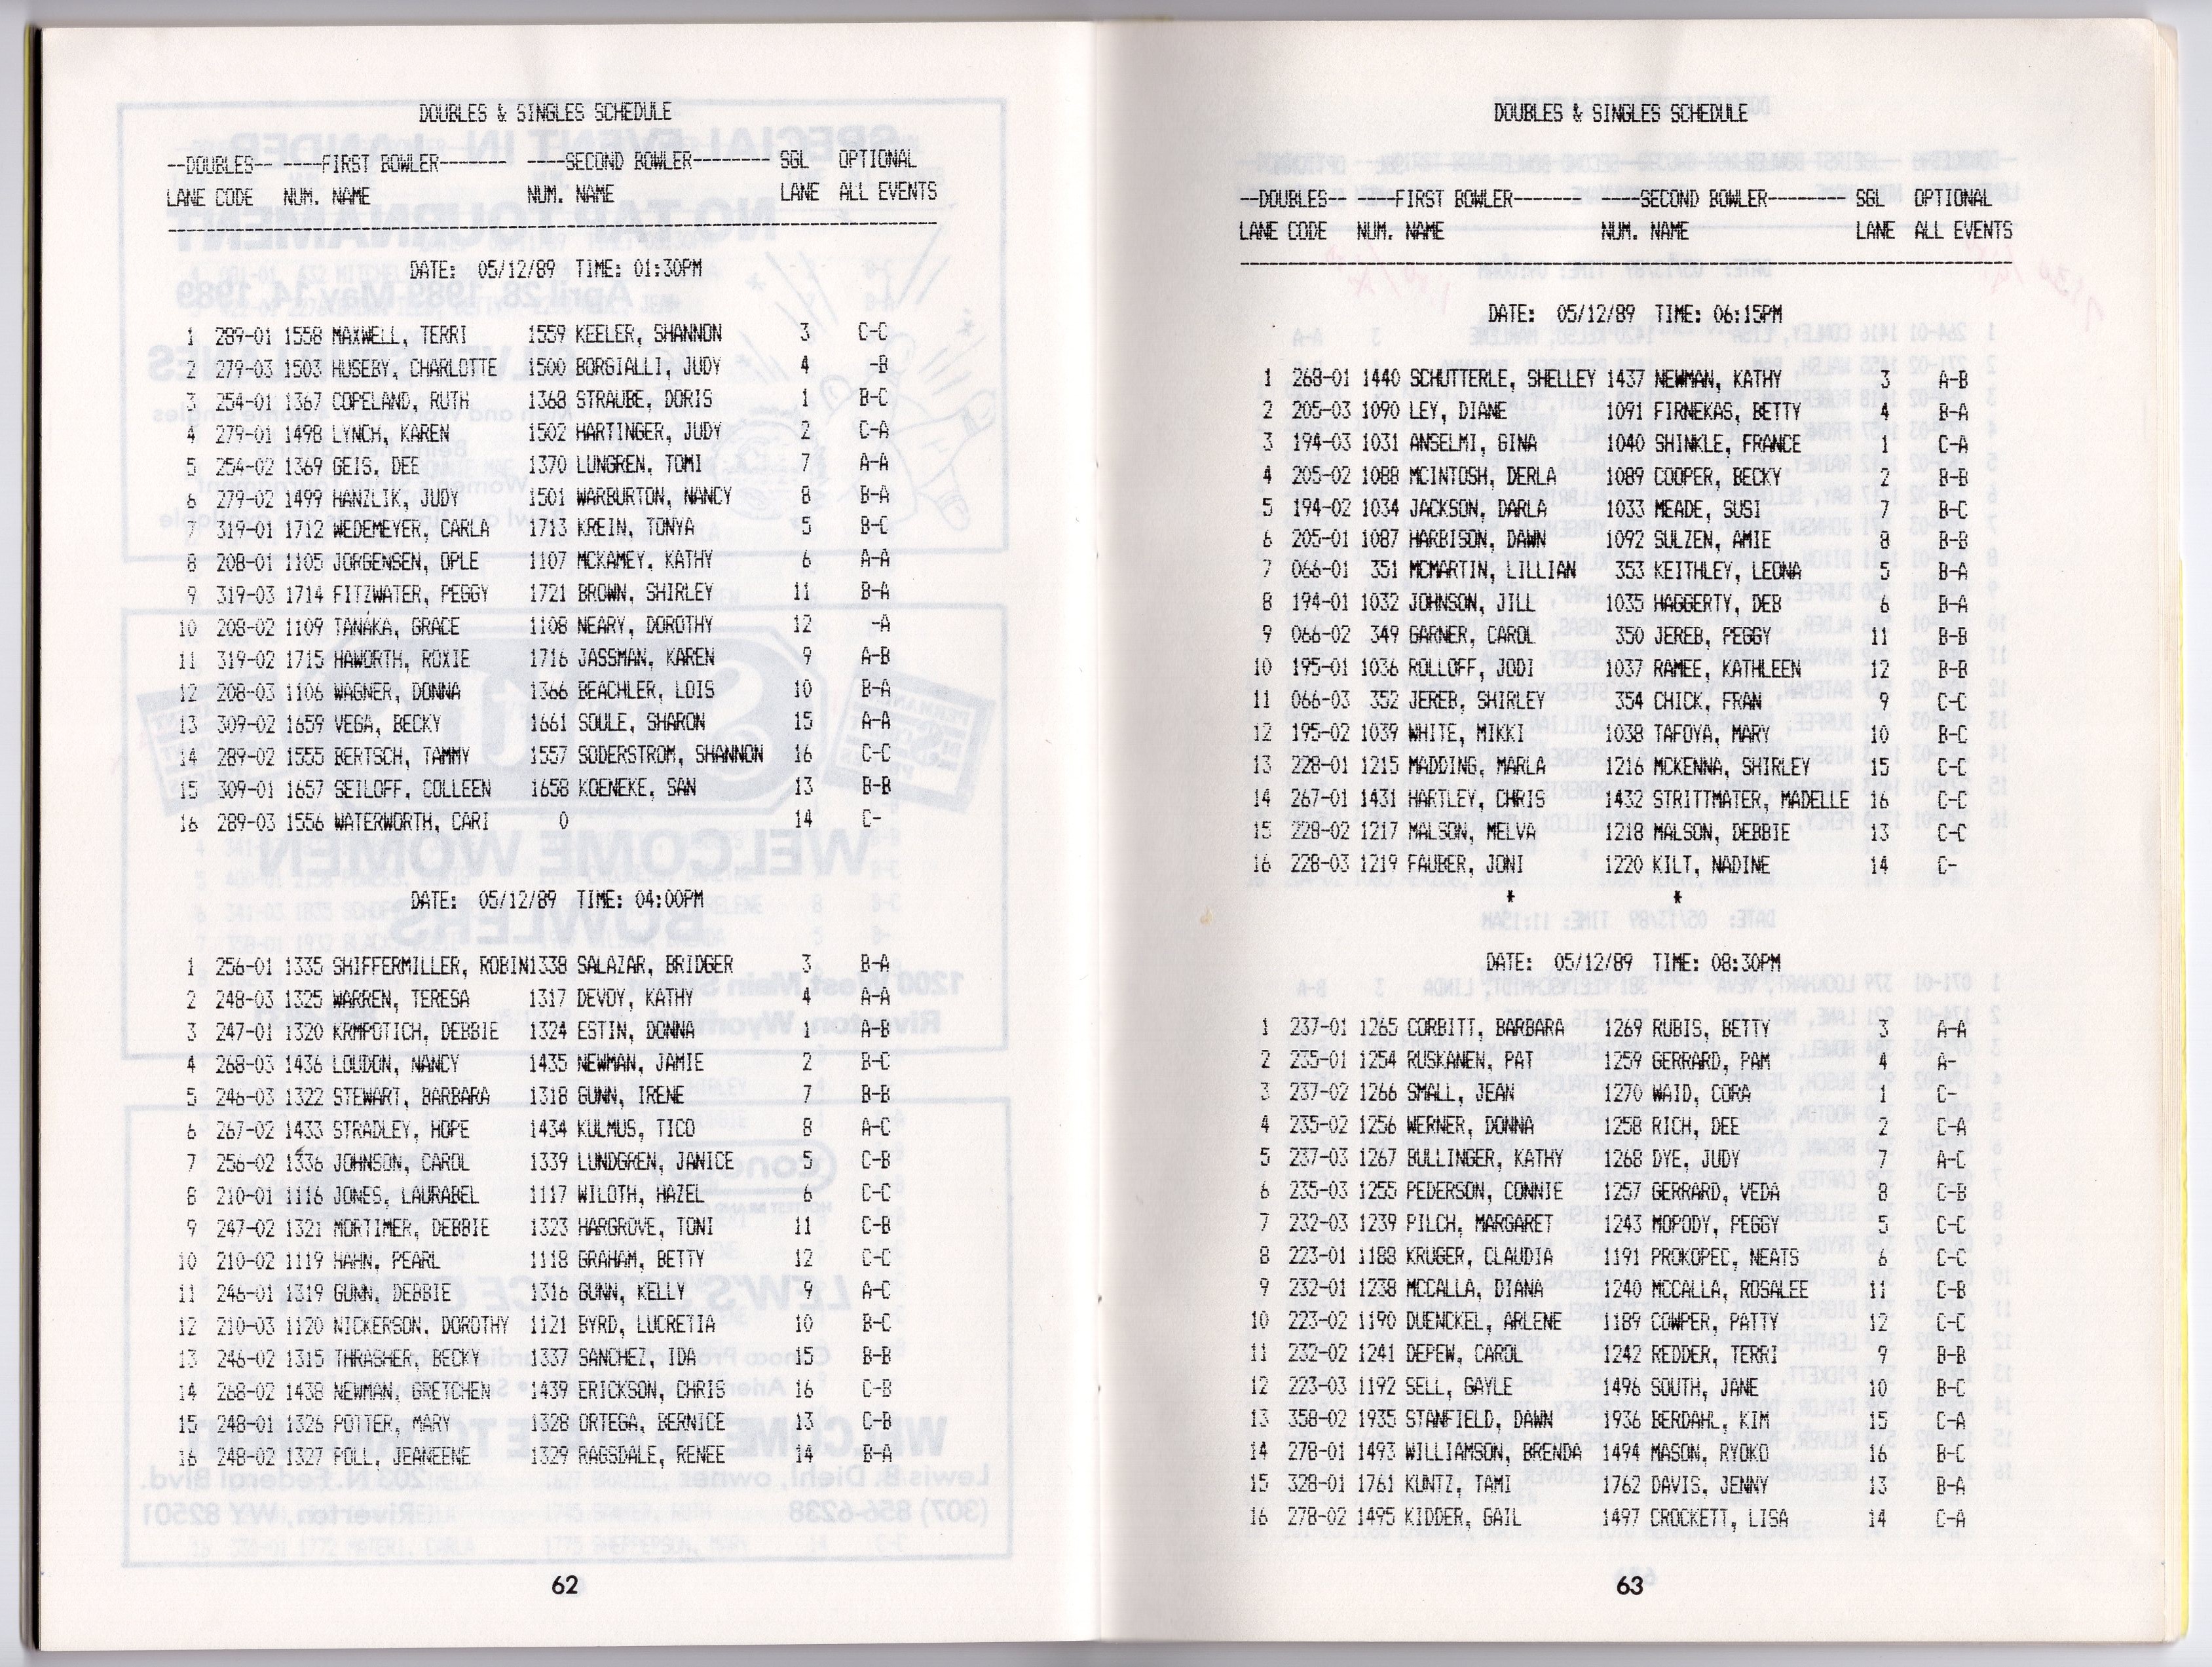 DOUBLES & SINGLES SCHEDULE
--DOUBLES-- ----FIRST BOWLER------- ----SECOND BOWLER-------- SGL OPTIONAL
LANE CODE NUM. NAME NUM. NAME LANE ALL EVENTS
DATE: 05/12/89 TIME: 01:30PM
1 289-01 1558 MAXWELL, TERRI 1559 KEELER, SHANNON 3 C-C
2 279-03 1503 HUSEBY, CHARLOTTE 1500 BORGIALLI, JUDY 4 -B
3 254-01 1367 COPELAND, RUTH 1368 STRAUBE, DORIS 1 B-C
4 279-01 1498 LYNCH, KAREN 1502 HARTINGER, JUDY 2 C-A
5 254-02 1369 GEIS, DEE 1370 LUNGREN, TOMI 7 A-A
6 279-02 1499 HANZLIK, JUDY 1501 WARBURTON, NANCY 8 B-A
7 319-01 1712 WEDEMEYER, CARLA 1713 KREIN, TONYA 5 B-C
8 208-01 1105 JORGENSEN, OPLE 1107 MCKAMEY, KATHY 6 A-A
9 319-03 1714 FITZWATER, PEGGY 1721 BROWN, SHIRLEY 11 B-A
10 208-02 1109 TANAKA, GRACE 1108 NEARY, DOROTHY 12 -A
11 319-02 1715 HAWORTH, ROXIE 1716 JASSMAN, KAREN 9 A-B
12 208-03 1106 WAGNER, DONNA 1366 BEACHLER, LOIS 10 B-A
13 309-02 1659 VEGA, BECKY 1661 SOULE, SHARON 15 A-A
14 289-02 1555 BERTSCH, TAMMY 1557 SODERSTROM, SHANNON 16 C-C
15 309-01 1657 SEILOFF, COLLEEN 1658 KOENEKE, SAN 13 B-B
16 289-03 1556 WATERWORTH, CARI 0 14 C-
DATE: 05/12/89 TIME: 04:00PM
1 256-01 1335 SHIFFERMILLER, ROBIN1338 SALAZAR, BRIDGER 3 B-A
2 248-03 1325 WARREN, TERESA 1317 DEVOY, KATHY 4 A-A
3 247-01 1320 KRMPOTICH, DEBBIE 1324 ESTIN, DONNA 1 A-B
4 268-03 1436 LOUDON, NANCY 1435 NEWMAN, JAMIE 2 B-C
5 246-03 1322 STEWART, BARBARA 1318 GUNN, IRENE 7 B-B
6 267-02 1433 STRADLEY, HOPE 1434 KULMUS, TICO 8 A-C
7 256-02 1336 JOHNSON, CAROL 1339 LUNDGREN, JANICE 5 C-B
8 210-01 1116 JONES, LAURABEL 1117 WILOTH, HAZEL 6 C-C
9 247-02 1321 MORTIMER, DEBBIE 1323 HARGROVE, TONI 11 C-B
10 210-02 1119 HAHN, PEARL 1118 GRAHAM, BETTY 12 C-C
11 246-01 1319 GUNN, DEBBIE 1316 GUNN, KELLY 9 A-C
12 210-03 1120 NICKERSON, DOROTHY 1121 BYRD, LUCRETIA 10 B-C
13 246-02 1315 THRASHER, BECKY 1337 SANCHEZ, IDA 15 B-B
14 268-02 1438 NEWMAN, GRETCHEN 1439 ERICKSON, CHRIS 16 C-B
15 248-01 1326 POTTER, MARY 1328 ORTEGA, BERNICE 13 C-B
16 248-02 1327 POLL, JEANEENE 1329 RAGSDALE, RENEE 14 B-A
62
DOUBLES & SINGLES SCHEDULE
--DOUBLES-- ----FIRST BOWLER------- ----SECOND BOWLER-------- SGL OPTIONAL
LANE CODE NUM. NAME NUM. NAME LANE ALL EVENTS
DATE: 05/12/89 TIME: 06:15PM
1 268-01 1440 SCHUTTERLE, SHELLEY 1437 NEWMAN, KATHY 3 A-B
2 205-03 1090 LEY, DIANE 1091 FIRNEKAS, BETTY 4 B-A
3 194-03 1031 ANSELMI, GINA 1040 SHINKLE, FRANCE 1 C-A
4 205-02 1088 MCINTOSH, DERLA 1089 COOPER, BECKY 2 B-B
5 194-02 1034 JACKSON, DARLA 1033 MEADE, SUSI 7 B-C
6 205-01 1087 HARBISON, DAWN 1092 SULZEN, AMIE 8 B-B
7 066-01 351 MCMARTIN, LILLIAN 353 KEITHLEY, LEONA 5 B-A
8 194-01 1032 JOHNSON, JILL 1035 HAGGERTY, DEB 6 B-A
9 066-02 349 GARNER, CAROL 350 JEREB, PEGGY 11 B-B
10 195-01 1036 ROLLOFF, JODI 1037 RAMEE, KATHLEEN 12 B-B
11 066-03 352 JEREB, SHIRLEY 354 CHICK, FRAN 9 C-C
12 195-02 1039 WHITE, MIKKI 1038 TAFOYA, MARY 10 B-C
13 228-01 1215 MADDING, MARLA 1216 MCKENNA, SHIRLEY 15 C-C
14 267-01 1431 HARTLEY, CHRIS 1432 STRITTMATER, MADELLE 16 C-C
15 228-02 1217 MALSON, MELVA 1218 MALSON, DEBBIE 13 C-C
16 228-03 1219 FAUBER, JONI 1220 KILT, NADINE 14 C-
* *
DATE: 05/12/89 TIME: 08:30PM
1 237-01 1265 CORBITT, BARBARA 1269 RUBIS, BETTY 3 A-A
2 235-01 1254 RUSKANEN, PAT 1259 GERRARD, PAM 4 A-
3 237-02 1266 SMALL, JEAN 1270 WAID, CORA 1 C-
4 235-02 1256 WERNER, DONNA 1258 RICH, DEE 2 C-A
5 237-03 1267 BULLINGER, KATHY 1268 DYE, JUDY 7 A-C
6 235-03 1255 PEDERSON, CONNIE 1257 GERRARD, VEDA 8 C-B
7 232-03 1239 PILCH, MARGARET 1243 MOPODY, PEGGY 5 C-C
8 223-01 1188 KRUGER, CLAUDIA 1191 PROKOPEC, NEATS 6 C-C
9 232-01 1238 MCCALLA, DIANA 1240 MCCALLA, ROSALEE 11 C-B
10 223-02 1190 DUENCKEL, ARLENE 1189 COWPER, PATTY 12 C-C
11 232-02 1241 DEPEW, CAROL 1242 REDDER, TERRI 9 B-B
12 223-03 1192 SELL, GAYLE 1496 SOUTH, JANE 10 B-C
13 358-02 1935 STANFIELD, DAWN 1936 BERDAHL, KIM 15 C-A
14 278-01 1493 WILLIAMSON, BRENDA 1494 MASON, RYOKO 16 B-C
15 328-01 1761 KUNTZ, TAMI 1762 DAVIS, JENNY 13 B-A
16 278-02 1495 KIDDER, GAIL 1497 CROCKETT, LISA 14 C-A
63